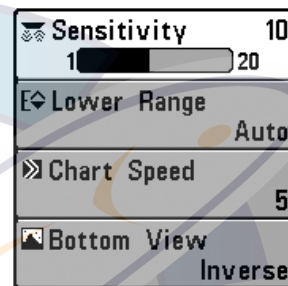 Sensitivity 10
1 20
Lower Range
Auto
Chart Speed
5
Bottom View
Inverse